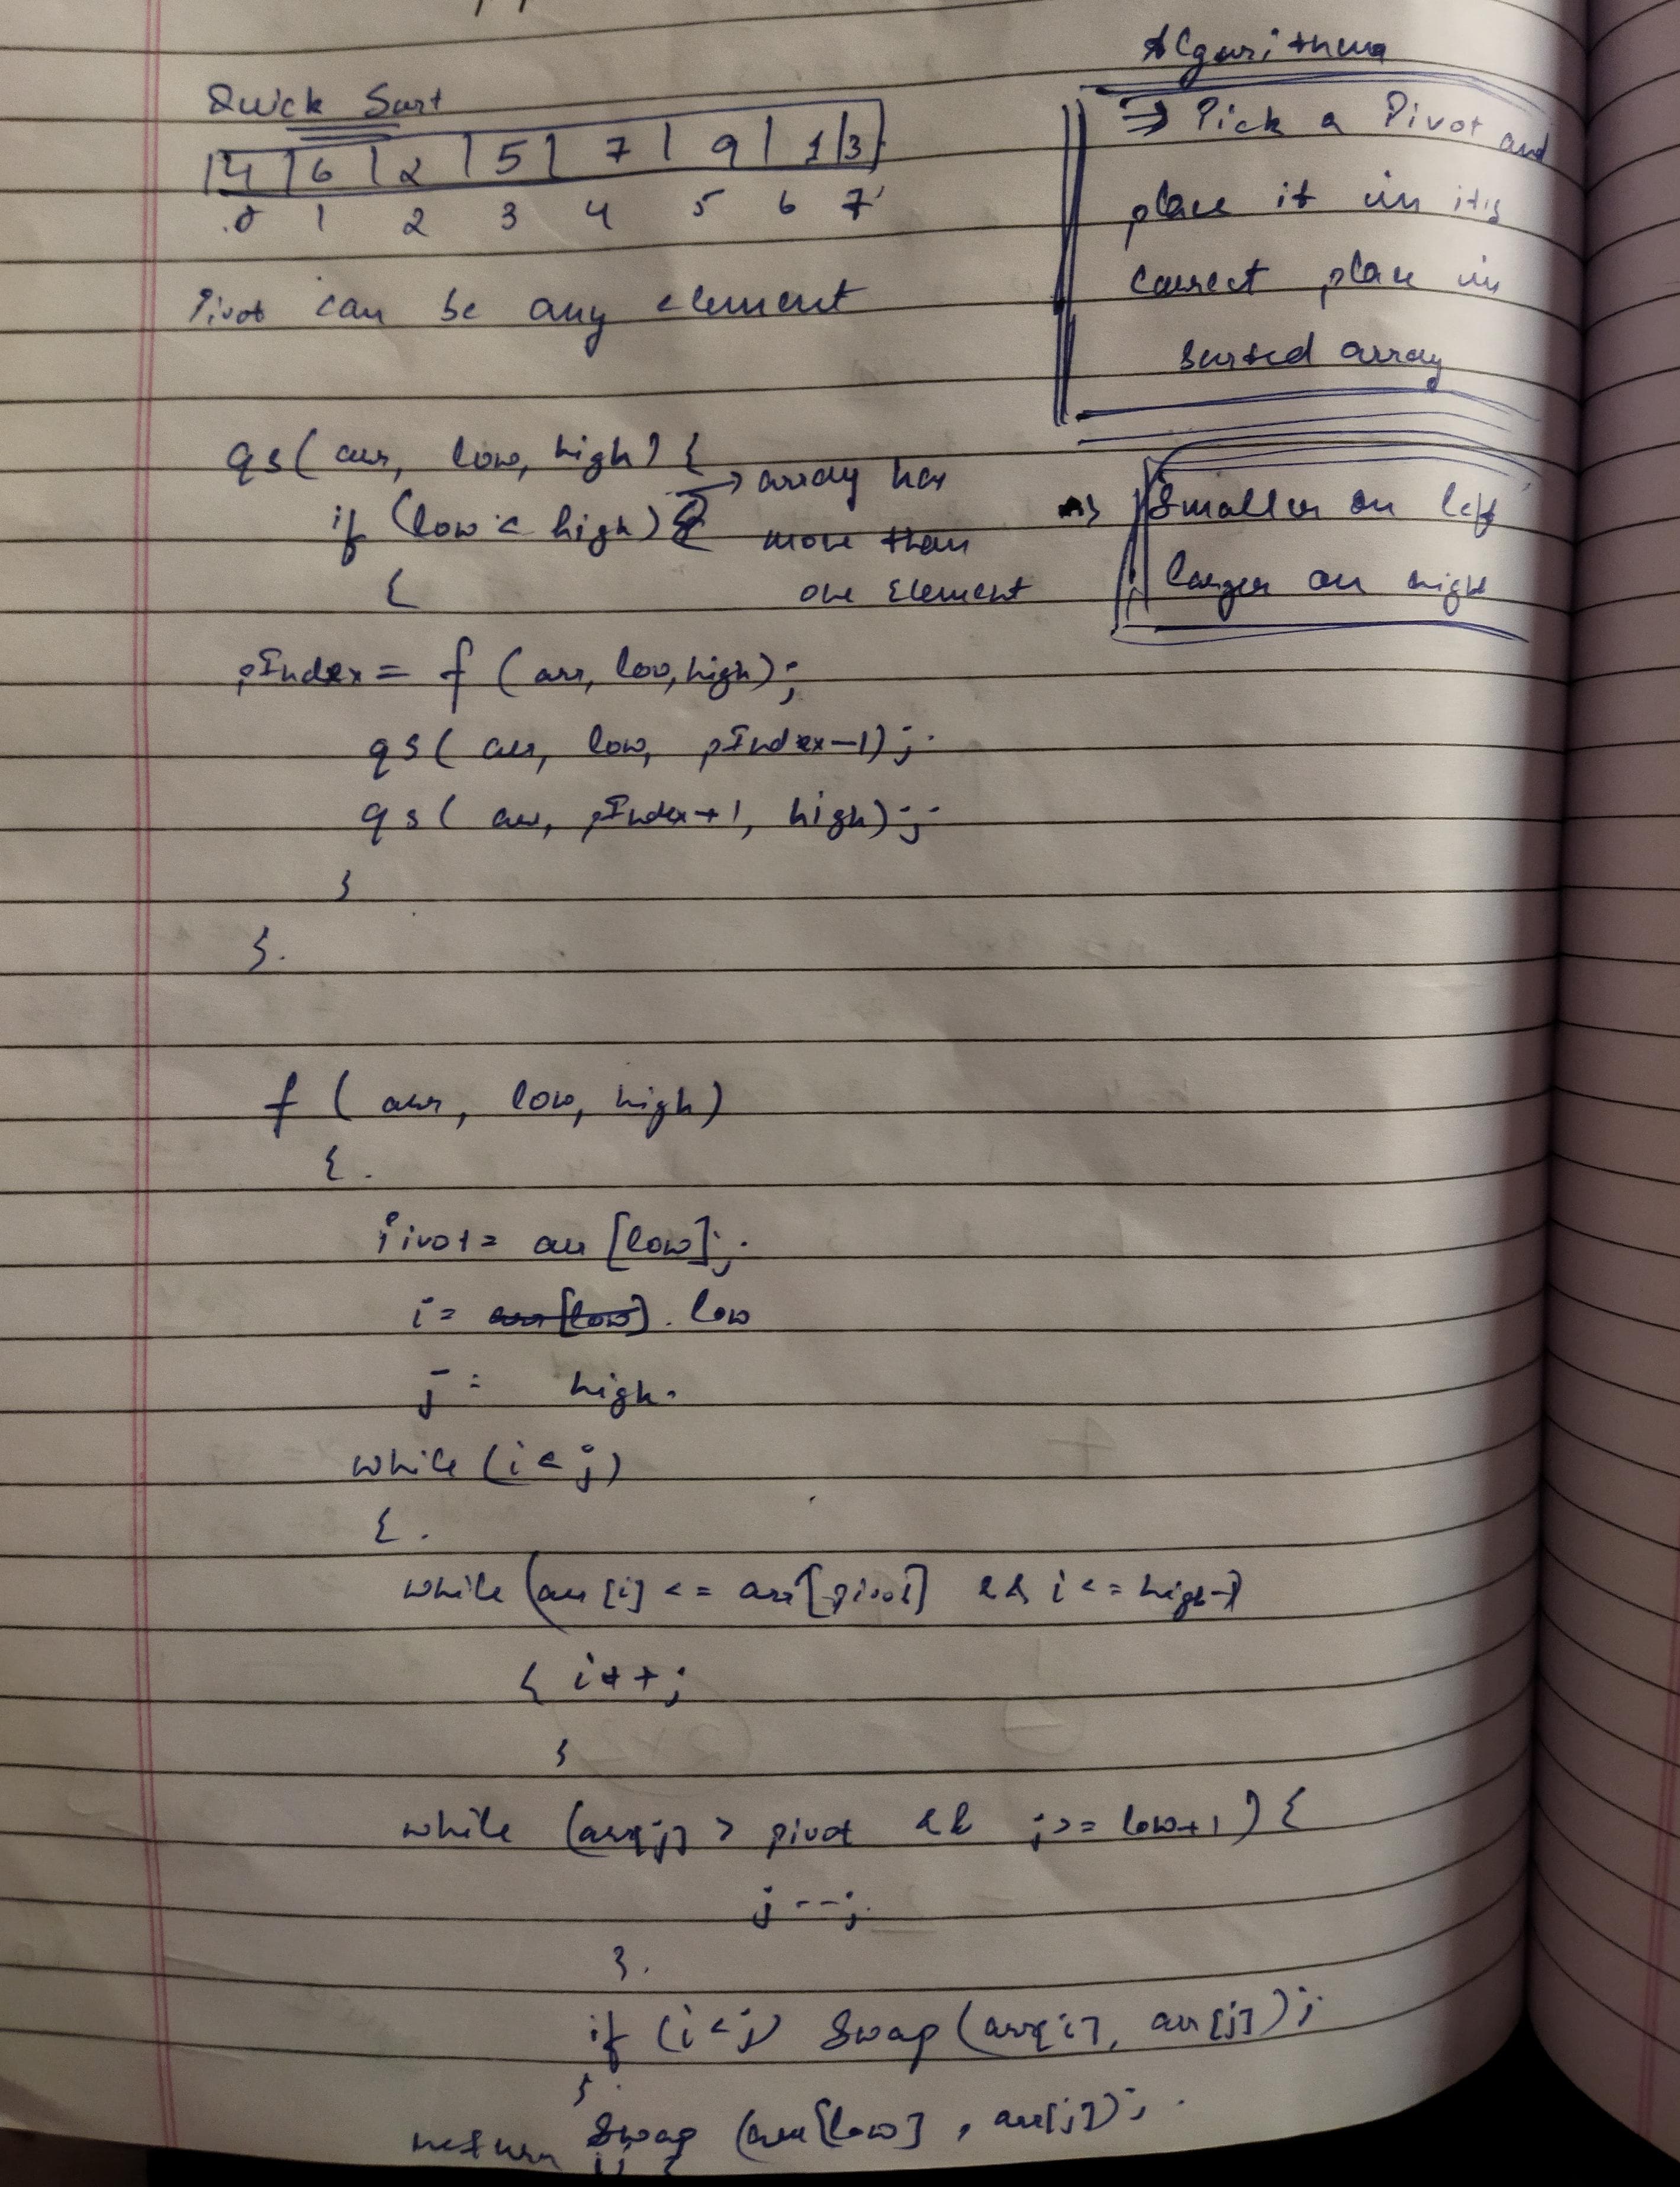 Quick Sort
4 6 2 5 7 9 1 3
0 1 2 3 4 5 6 7
Pivot can be any element
Algorithm
⇒ Pick a Pivot and
place it in its
correct place in
sorted array
⇒ Smaller on left
larger on right
qs( arr, low, high) {
if (low < high) → array has
more than
{ one Element
pIndex = f (arr, low, high);
qs( arr, low, pIndex-1);
qs( arr, pIndex+1, high);
}
}
f ( arr, low, high)
{
pivot = arr [low];
i = arr[low] low
j = high
while (i < j)
{
while (arr [i] <= arr[pivot] && i <= high-1)
{ i++;
}
while (arr[j] > pivot && j >= low+1) {
j--;
}
if (i < j) Swap (arr[i], arr[j]);
}
Swap (arr[low], arr[j]);
return j; }